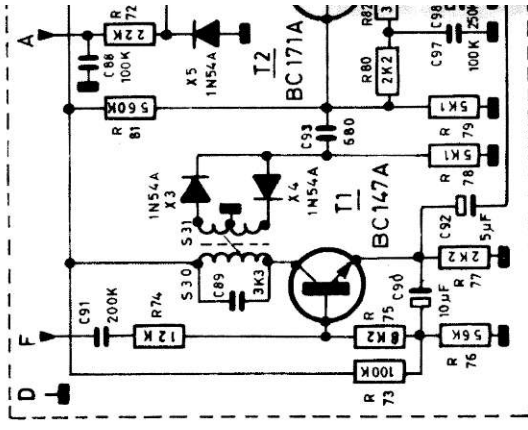 A
R
72
22K
C88
100K
X5
1N54A
T2
BC171A
R82
3
C98
250K
C97
100K
R80
2K2
560K
R
81
C93
680
5K1
R
79
5K1
R
78
1N54A
X3
X4
1N54A
T1
BC147A
C92
5µF
S31
S30
C89
3K3
2K2
R
77
C90
10µF
F
C91
200K
R74
12K
R
75
8K2
56K
R
76
D
100K
R
73